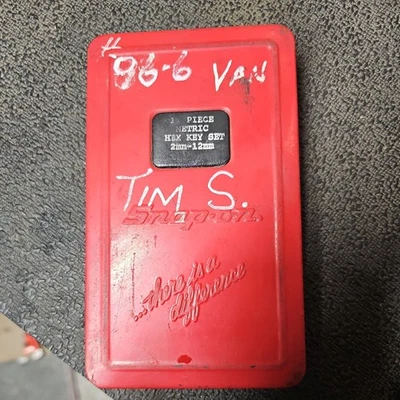 # 96-6 VAN
PIECE
METRIC
HEX KEY SET
2mm-12mm
TIM S.
Snap-on
...there is a
difference